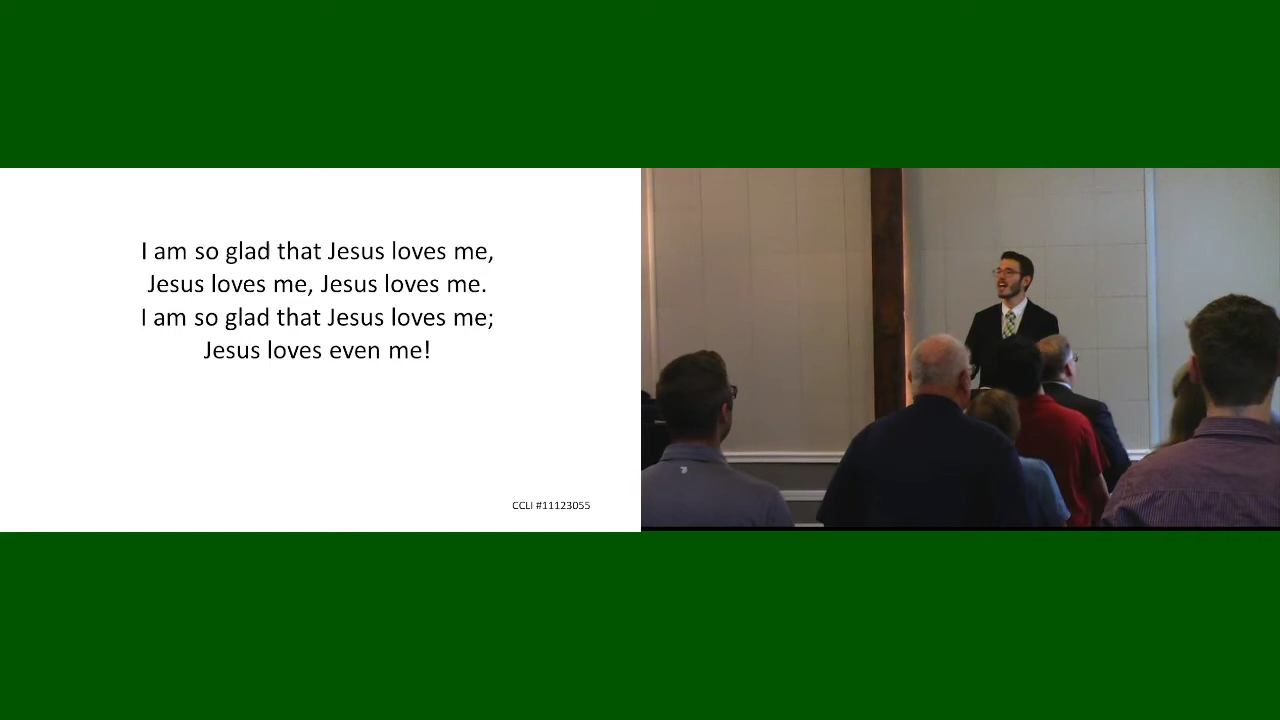 I am so glad that Jesus loves me,
Jesus loves me, Jesus loves me.
I am so glad that Jesus loves me;
Jesus loves even me!
CCLI #11123055